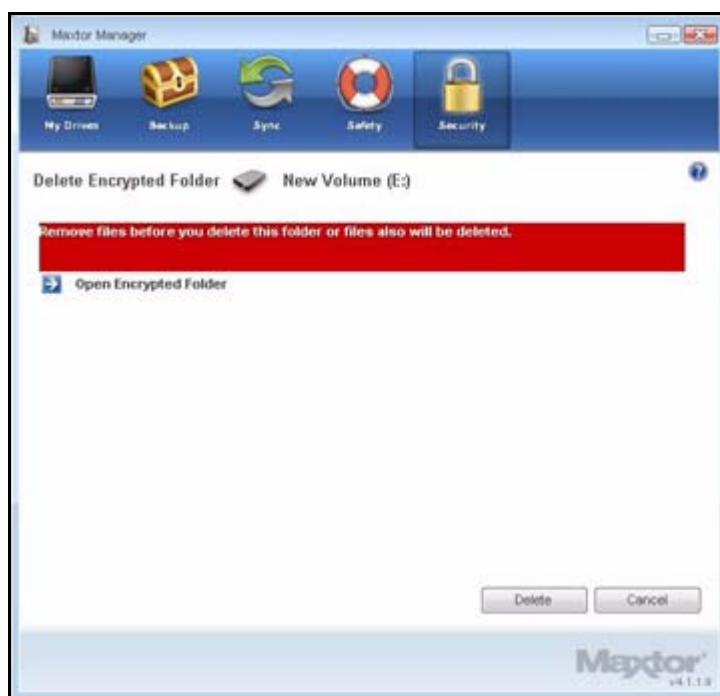 Maxtor Manager
My Drives Backup Sync Safety Security
Delete Encrypted Folder New Volume (E:)
Remove files before you delete this folder or files also will be deleted.
Open Encrypted Folder
Delete Cancel
Maxtor
v4.1.1.0